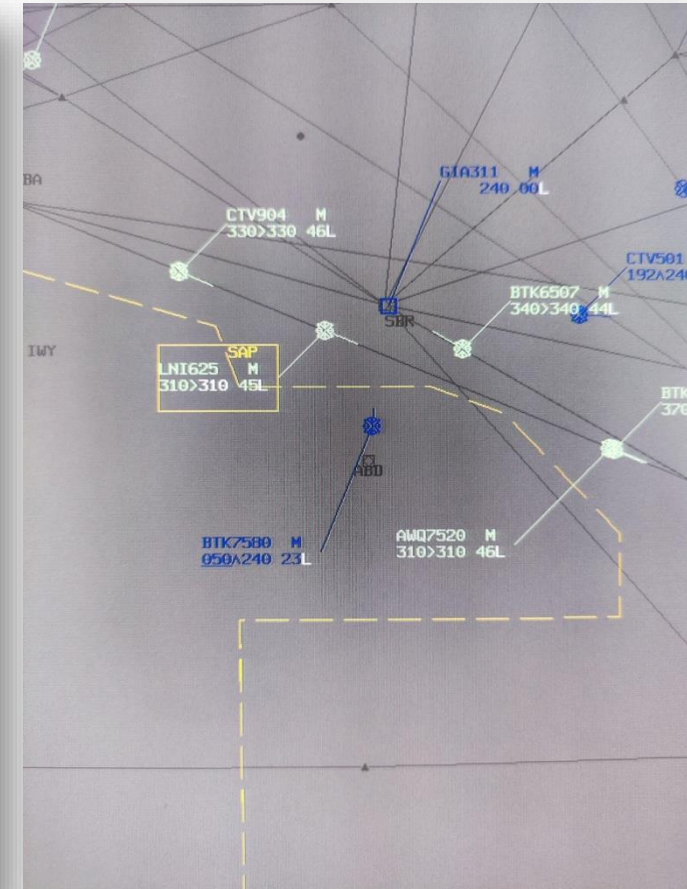 GIA311 M
240 00L
BA
CTV904 M
330>330 46L
CTV501
192∧240
BTK6507 M
340>340 44L
SBR
IWY
SAP
LNI625 M
310>310 45L
BTK
370
ABD
BTK7580 M
050∧240 23L
AWQ7520 M
310>310 46L